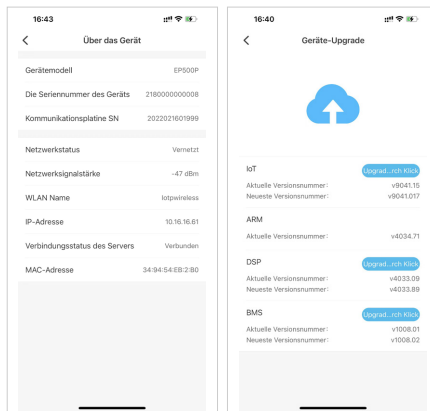 16:43
Über das Gerät
Gerätemodell EP500P
Die Seriennummer des Geräts 2180000000008
Kommunikationsplatine SN 2022021601999
Netzwerkstatus Vernetzt
Netzwerksignalstärke -47 dBm
WLAN Name Iotpwireless
IP-Adresse 10.16.16.61
Verbindungsstatus des Servers Verbunden
MAC-Adresse 34:94:54:EB:2:B0
16:40
Geräte-Upgrade
IoT Upgrad...rch Klick
Aktuelle Versionsnummer: v9041.15
Neueste Versionsnummer: v9041.017
ARM
Aktuelle Versionsnummer: v4034.71
DSP Upgrad...rch Klick
Aktuelle Versionsnummer: v4033.09
Neueste Versionsnummer: v4033.89
BMS Upgrad...rch Klick
Aktuelle Versionsnummer: v1008.01
Neueste Versionsnummer: v1008.02